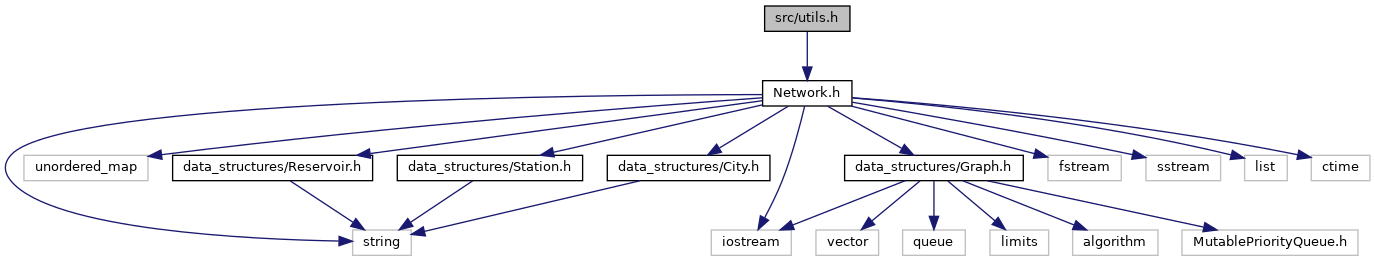 src/utils.h
Network.h
unordered_map
data_structures/Reservoir.h
data_structures/Station.h
data_structures/City.h
data_structures/Graph.h
fstream
sstream
list
ctime
string
iostream
vector
queue
limits
algorithm
MutablePriorityQueue.h